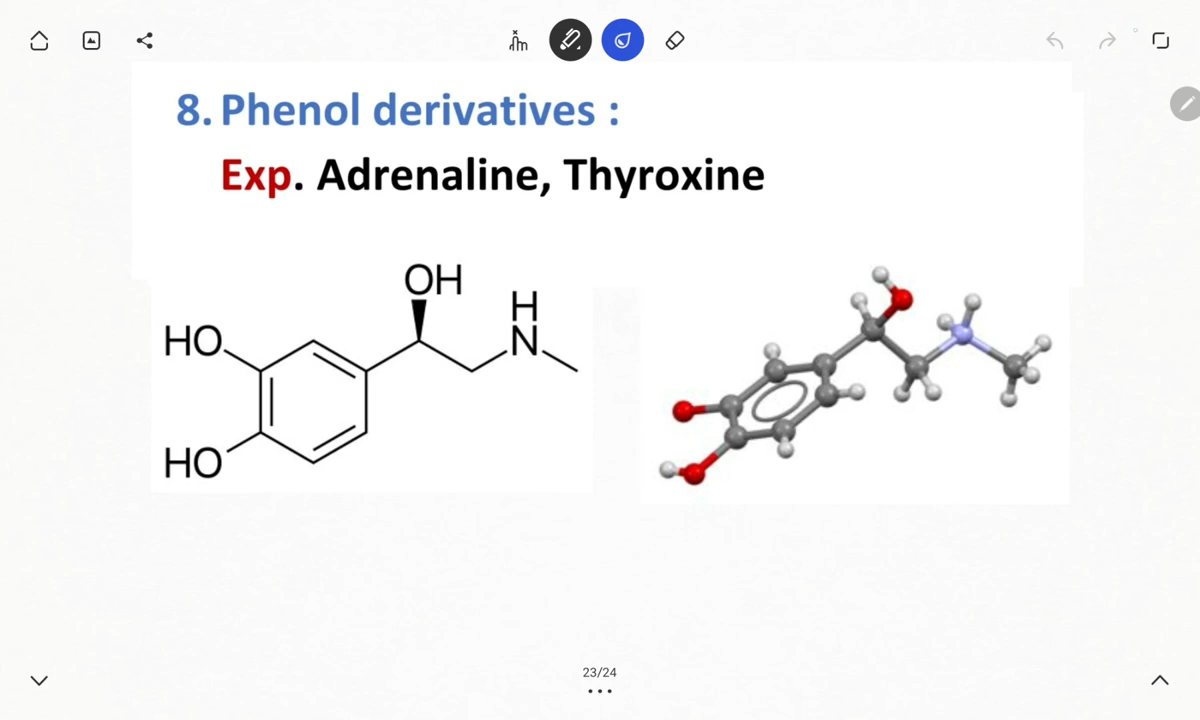 8. Phenol derivatives :
Exp. Adrenaline, Thyroxine
OH
H
N
HO
HO
23/24